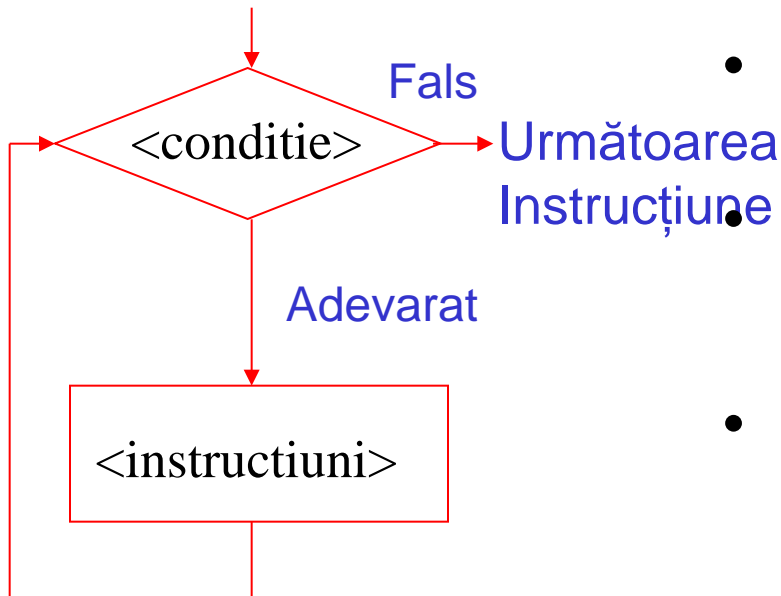 Fals
<conditie>
Următoarea
Instrucțiune
Adevarat
<instructiuni>